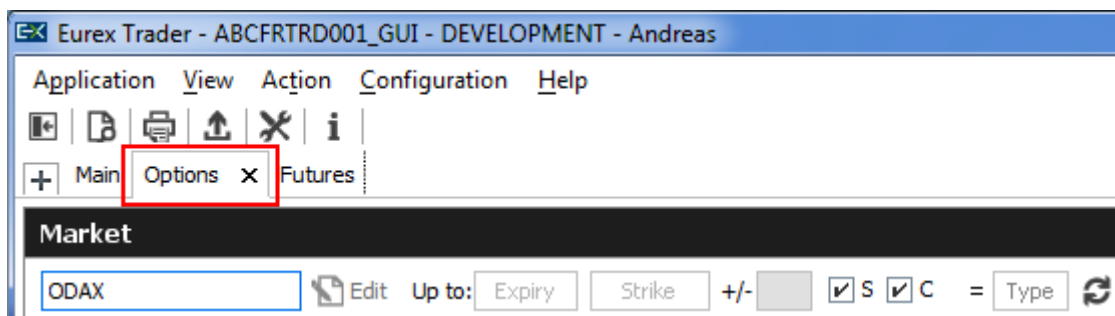 EX Eurex Trader - ABCFRTRD001_GUI - DEVELOPMENT - Andreas
Application View Action Configuration Help
i
+ Main Options x Futures
Market
ODAX Edit Up to: Expiry Strike +/- S C = Type